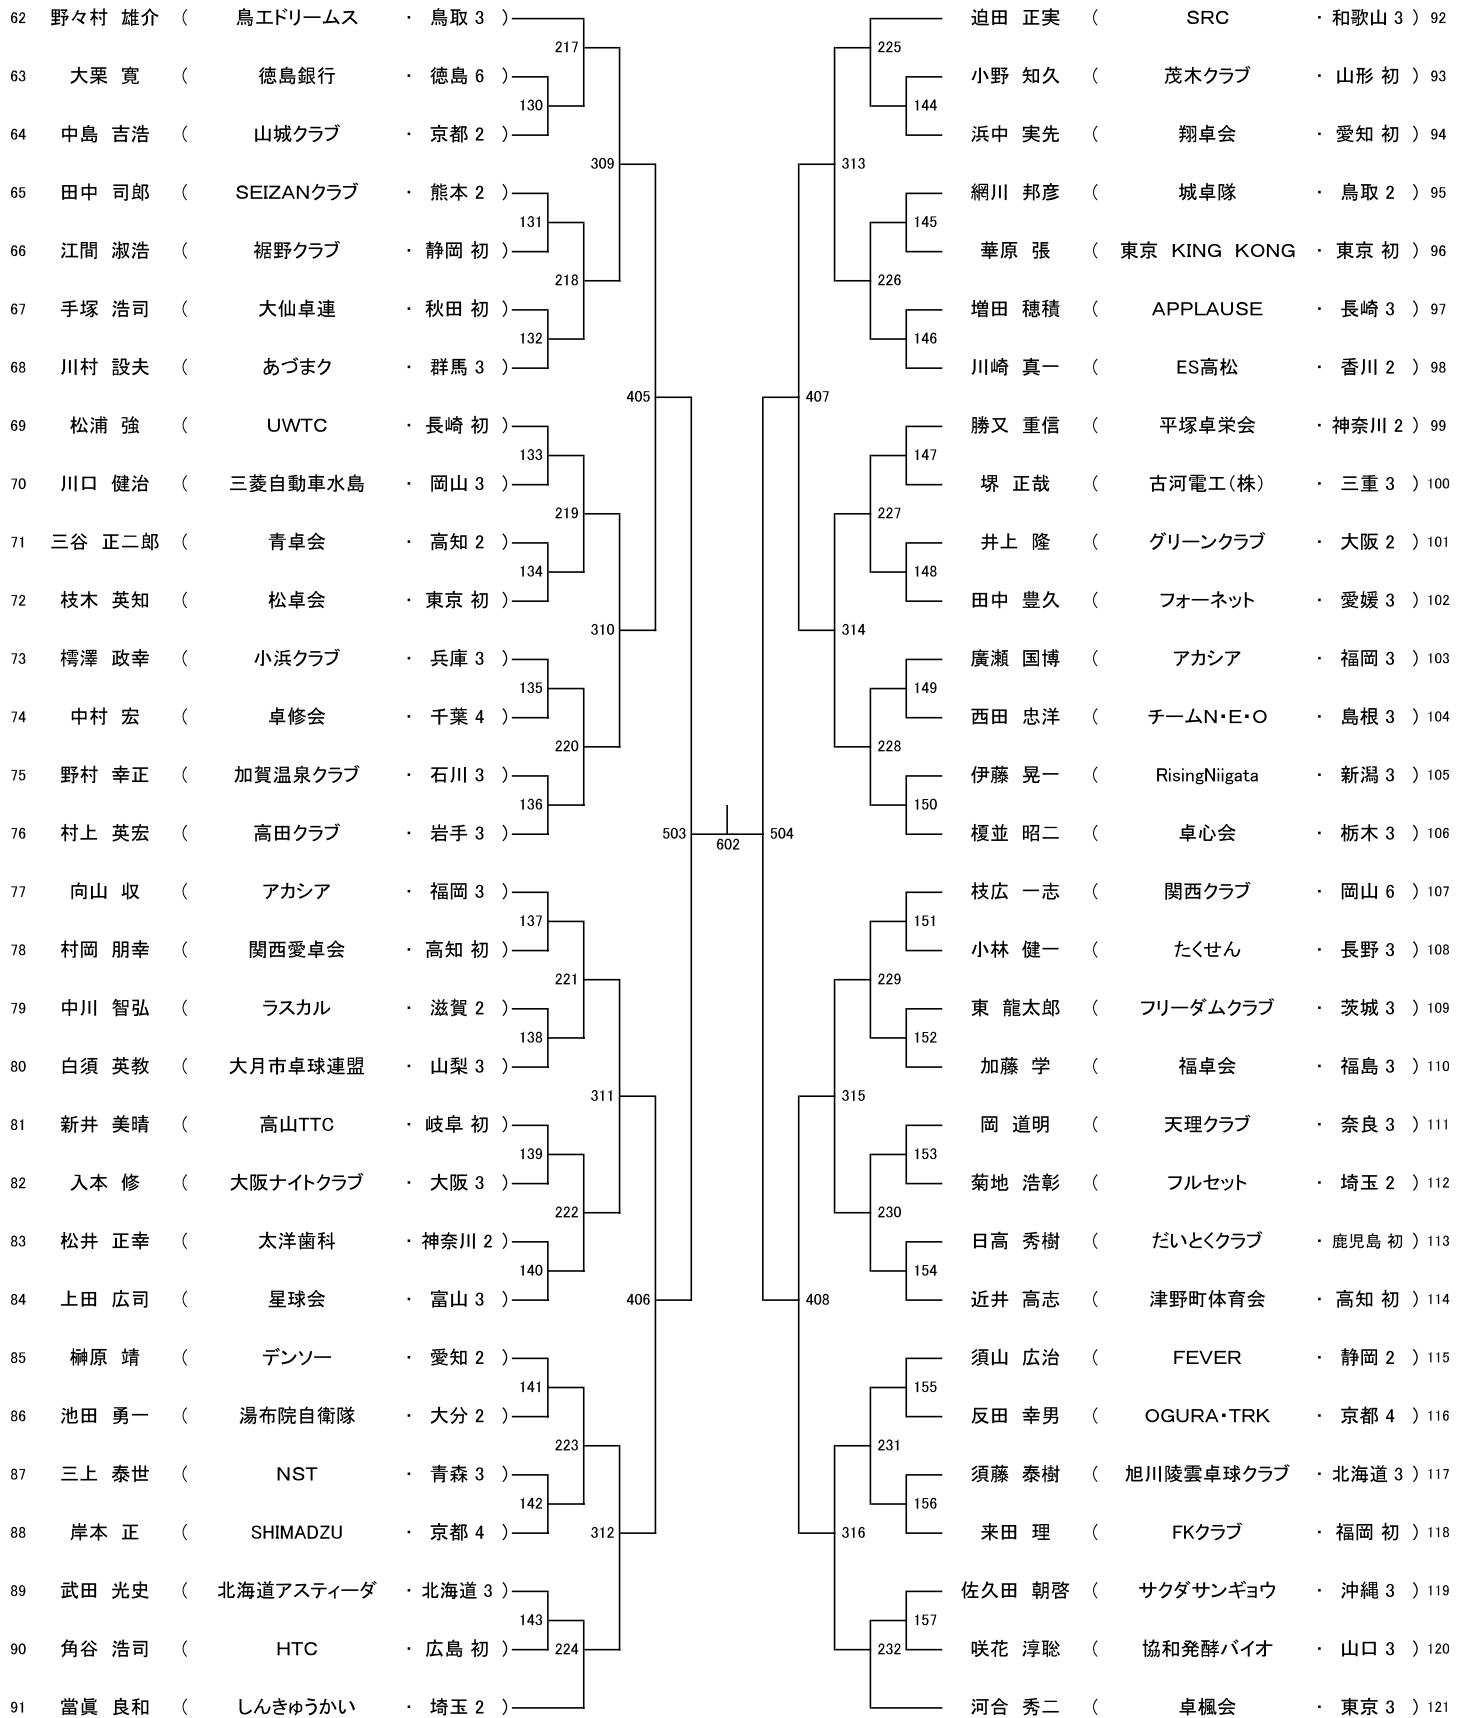 62 野々村 雄介 ( 鳥工ドリームス ・ 鳥取 3 )
217
63 大栗 寛 ( 徳島銀行 ・ 徳島 6 )
130
64 中島 吉浩 ( 山城クラブ ・ 京都 2 )
309
65 田中 司郎 ( SEIZANクラブ ・ 熊本 2 )
131
66 江間 淑浩 ( 裾野クラブ ・ 静岡 初 )
218
67 手塚 浩司 ( 大仙卓連 ・ 秋田 初 )
132
68 川村 設夫 ( あづまク ・ 群馬 3 )
405
69 松浦 強 ( UWTC ・ 長崎 初 )
133
70 川口 健治 ( 三菱自動車水島 ・ 岡山 3 )
219
71 三谷 正二郎 ( 青卓会 ・ 高知 2 )
134
72 枝木 英知 ( 松卓会 ・ 東京 初 )
310
73 樗澤 政幸 ( 小浜クラブ ・ 兵庫 3 )
135
74 中村 宏 ( 卓修会 ・ 千葉 4 )
220
75 野村 幸正 ( 加賀温泉クラブ ・ 石川 3 )
136
76 村上 英宏 ( 高田クラブ ・ 岩手 3 )
503
602
77 向山 収 ( アカシア ・ 福岡 3 )
137
78 村岡 朋幸 ( 関西愛卓会 ・ 高知 初 )
221
79 中川 智弘 ( ラスカル ・ 滋賀 2 )
138
80 白須 英教 ( 大月市卓球連盟 ・ 山梨 3 )
311
81 新井 美晴 ( 高山TTC ・ 岐阜 初 )
139
82 入本 修 ( 大阪ナイトクラブ ・ 大阪 3 )
222
83 松井 正幸 ( 太洋歯科 ・ 神奈川 2 )
140
84 上田 広司 ( 星球会 ・ 富山 3 )
406
85 榊原 靖 ( デンソー ・ 愛知 2 )
141
86 池田 勇一 ( 湯布院自衛隊 ・ 大分 2 )
223
87 三上 泰世 ( NST ・ 青森 3 )
142
88 岸本 正 ( SHIMADZU ・ 京都 4 )
312
89 武田 光史 ( 北海道アスティーダ ・ 北海道 3 )
143
90 角谷 浩司 ( HTC ・ 広島 初 )
224
91 當眞 良和 ( しんきゅうかい ・ 埼玉 2 )
迫田 正実 ( SRC ・ 和歌山 3 ) 92
225
小野 知久 ( 茂木クラブ ・ 山形 初 ) 93
144
浜中 実先 ( 翔卓会 ・ 愛知 初 ) 94
313
網川 邦彦 ( 城卓隊 ・ 鳥取 2 ) 95
145
華原 張 ( 東京 KING KONG ・ 東京 初 ) 96
226
増田 穂積 ( APPLAUSE ・ 長崎 3 ) 97
146
川崎 真一 ( ES高松 ・ 香川 2 ) 98
407
勝又 重信 ( 平塚卓栄会 ・ 神奈川 2 ) 99
147
堺 正哉 ( 古河電工(株) ・ 三重 3 ) 100
227
井上 隆 ( グリーンクラブ ・ 大阪 2 ) 101
148
田中 豊久 ( フォーネット ・ 愛媛 3 ) 102
314
廣瀬 国博 ( アカシア ・ 福岡 3 ) 103
149
西田 忠洋 ( チームN・E・O ・ 島根 3 ) 104
228
伊藤 晃一 ( RisingNiigata ・ 新潟 3 ) 105
150
榎並 昭二 ( 卓心会 ・ 栃木 3 ) 106
504
枝広 一志 ( 関西クラブ ・ 岡山 6 ) 107
151
小林 健一 ( たくせん ・ 長野 3 ) 108
229
東 龍太郎 ( フリーダムクラブ ・ 茨城 3 ) 109
152
加藤 学 ( 福卓会 ・ 福島 3 ) 110
315
岡 道明 ( 天理クラブ ・ 奈良 3 ) 111
153
菊地 浩彰 ( フルセット ・ 埼玉 2 ) 112
230
日高 秀樹 ( だいとくクラブ ・ 鹿児島 初 ) 113
154
近井 高志 ( 津野町体育会 ・ 高知 初 ) 114
408
須山 広治 ( FEVER ・ 静岡 2 ) 115
155
反田 幸男 ( OGURA・TRK ・ 京都 4 ) 116
231
須藤 泰樹 ( 旭川陵雲卓球クラブ ・ 北海道 3 ) 117
156
来田 理 ( FKクラブ ・ 福岡 初 ) 118
316
佐久田 朝啓 ( サクダサンギョウ ・ 沖縄 3 ) 119
157
咲花 淳聡 ( 協和発酵バイオ ・ 山口 3 ) 120
232
河合 秀二 ( 卓楓会 ・ 東京 3 ) 121